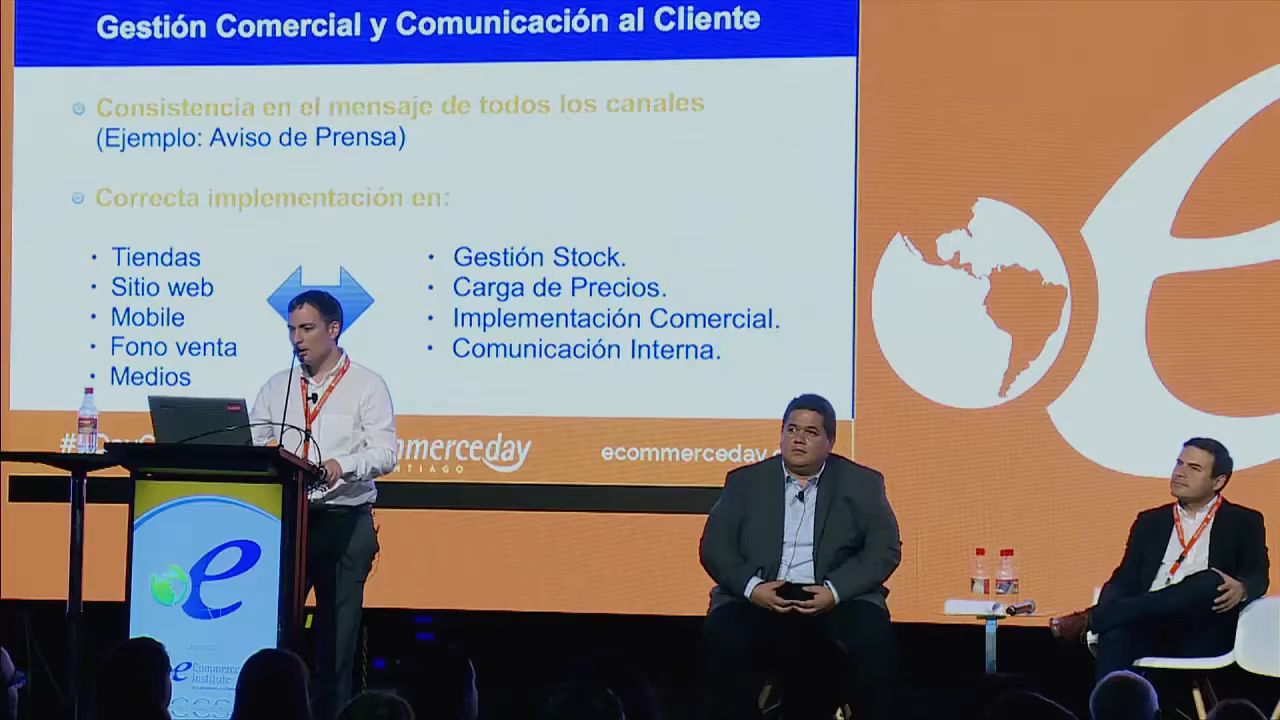 Gestión Comercial y Comunicación al Cliente
Consistencia en el mensaje de todos los canales
(Ejemplo: Aviso de Prensa)
Correcta implementación en:
• Tiendas
• Sitio web
• Mobile
• Fono venta
• Medios
• Gestión Stock.
• Carga de Precios.
• Implementación Comercial.
• Comunicación Interna.
ecommerceday
e
e